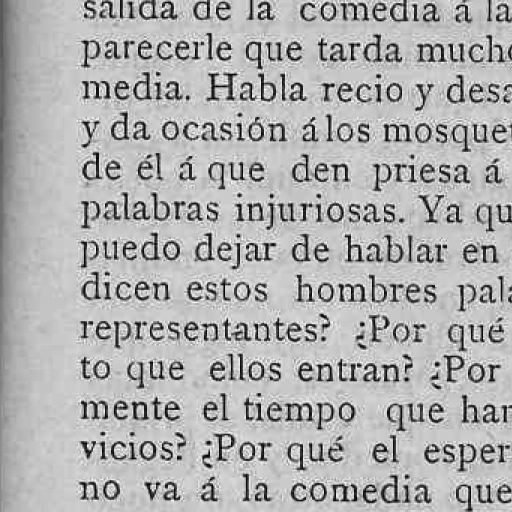 salida de la comedia á la
parecerle que tarda mucho
media. Habla recio y desa
y da ocasión á los mosquet
de él á que den priesa á
palabras injuriosas. Ya qu
puedo dejar de hablar en
dicen estos hombres pala
representantes? ¿Por qué
to que ellos entran? ¿Por
mente el tiempo que han
vicios? ¿Por qué el esper
no va á la comedia que